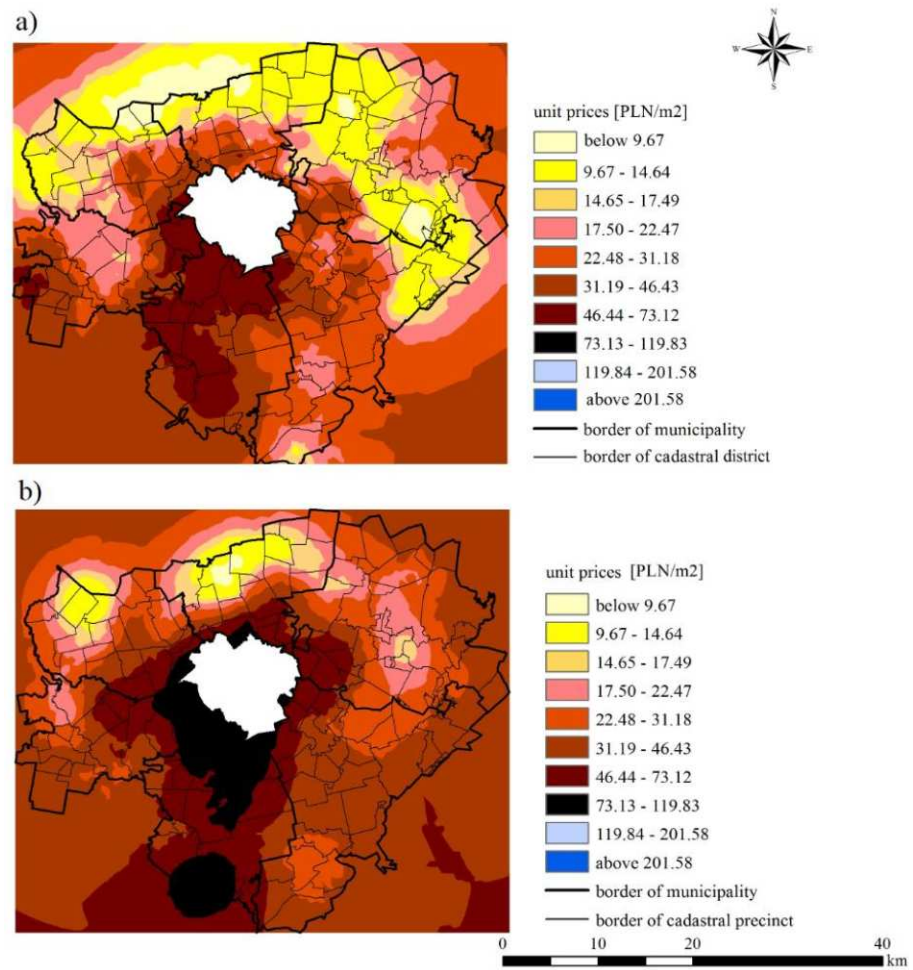 a)
N
W E
S
unit prices [PLN/m2]
below 9.67
9.67 - 14.64
14.65 - 17.49
17.50 - 22.47
22.48 - 31.18
31.19 - 46.43
46.44 - 73.12
73.13 - 119.83
119.84 - 201.58
above 201.58
border of municipality
border of cadastral district
b)
unit prices [PLN/m2]
below 9.67
9.67 - 14.64
14.65 - 17.49
17.50 - 22.47
22.48 - 31.18
31.19 - 46.43
46.44 - 73.12
73.13 - 119.83
119.84 - 201.58
above 201.58
border of municipality
border of cadastral precinct
0 10 20 40
km